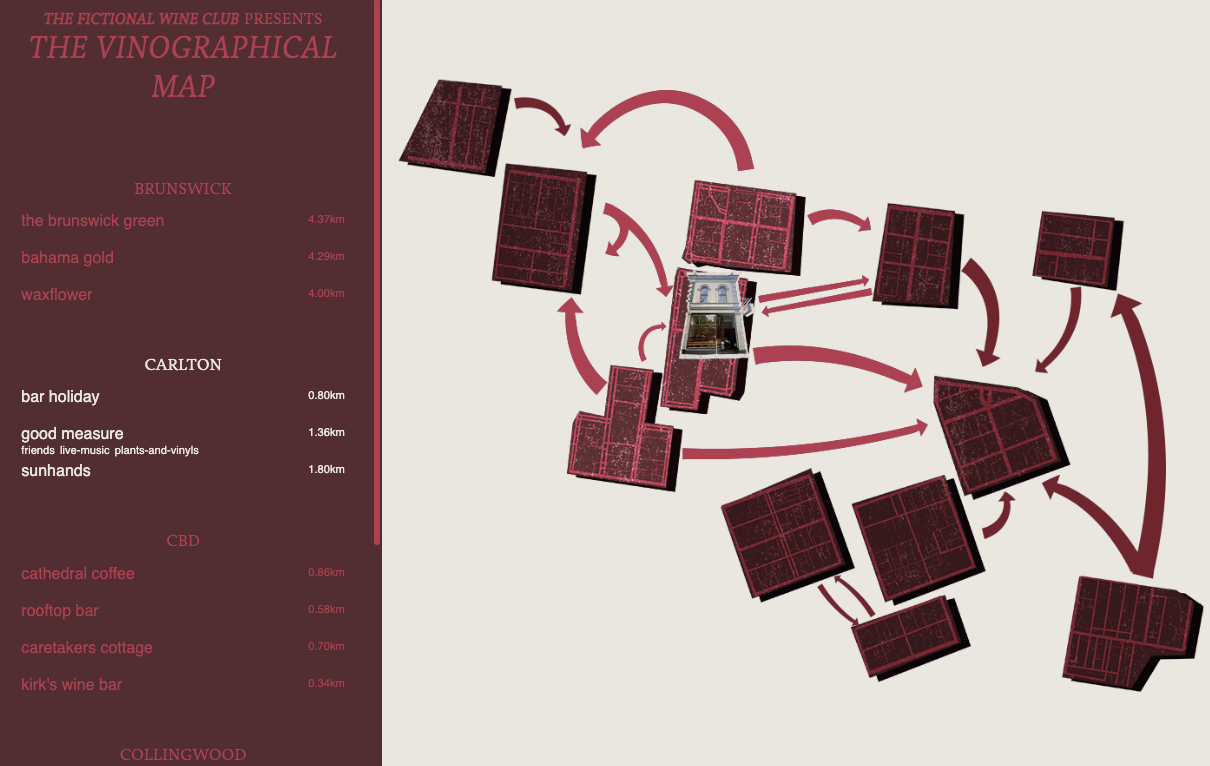 THE FICTIONAL WINE CLUB PRESENTS
THE VINOGRAPHICAL
MAP
BRUNSWICK
the brunswick green 4.37km
bahama gold 4.29km
waxflower 4.00km
CARLTON
bar holiday 0.80km
good measure 1.36km
friends live-music plants-and-vinyls
sunhands 1.80km
CBD
cathedral coffee 0.86km
rooftop bar 0.58km
caretakers cottage 0.70km
kirk's wine bar 0.34km
COLLINGWOOD